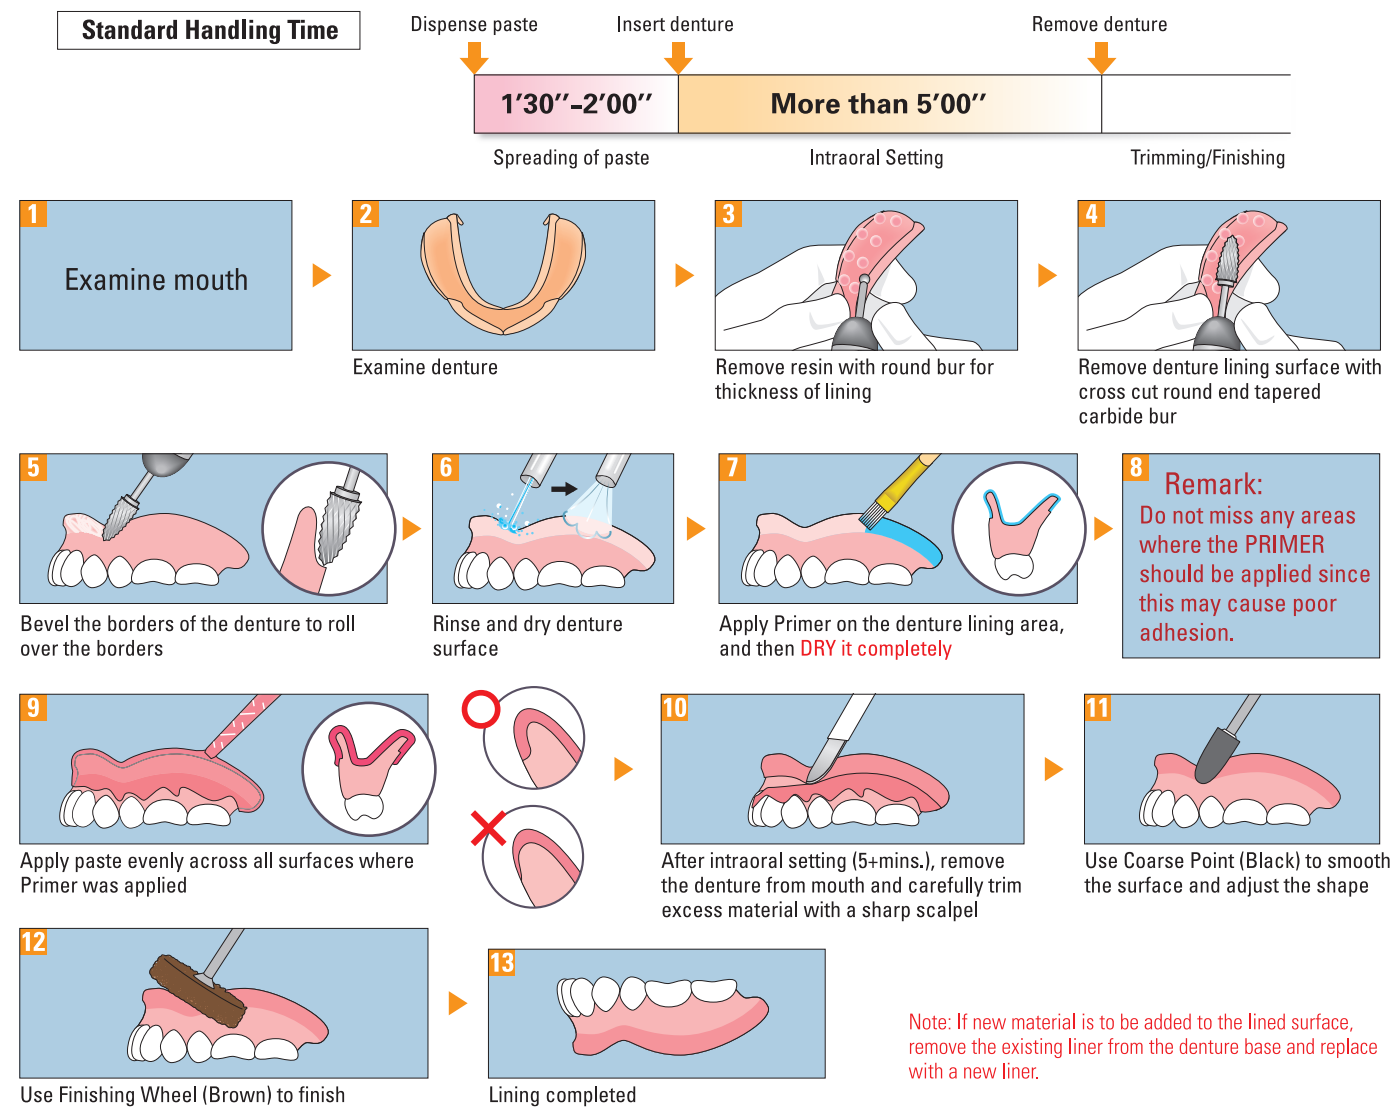 Standard Handling Time
Dispense paste
Insert denture
Remove denture
1’30’’-2’00’’
More than 5’00’’
Spreading of paste
Intraoral Setting
Trimming/Finishing
1
Examine mouth
2
Examine denture
3
Remove resin with round bur for
thickness of lining
4
Remove denture lining surface with
cross cut round end tapered
carbide bur
5
Bevel the borders of the denture to roll
over the borders
6
Rinse and dry denture
surface
7
Apply Primer on the denture lining area,
and then DRY it completely
8
Remark:
Do not miss any areas
where the PRIMER
should be applied since
this may cause poor
adhesion.
9
Apply paste evenly across all surfaces where
Primer was applied
10
After intraoral setting (5+mins.), remove
the denture from mouth and carefully trim
excess material with a sharp scalpel
11
Use Coarse Point (Black) to smooth
the surface and adjust the shape
12
Use Finishing Wheel (Brown) to finish
13
Lining completed
Note: If new material is to be added to the lined surface,
remove the existing liner from the denture base and replace
with a new liner.